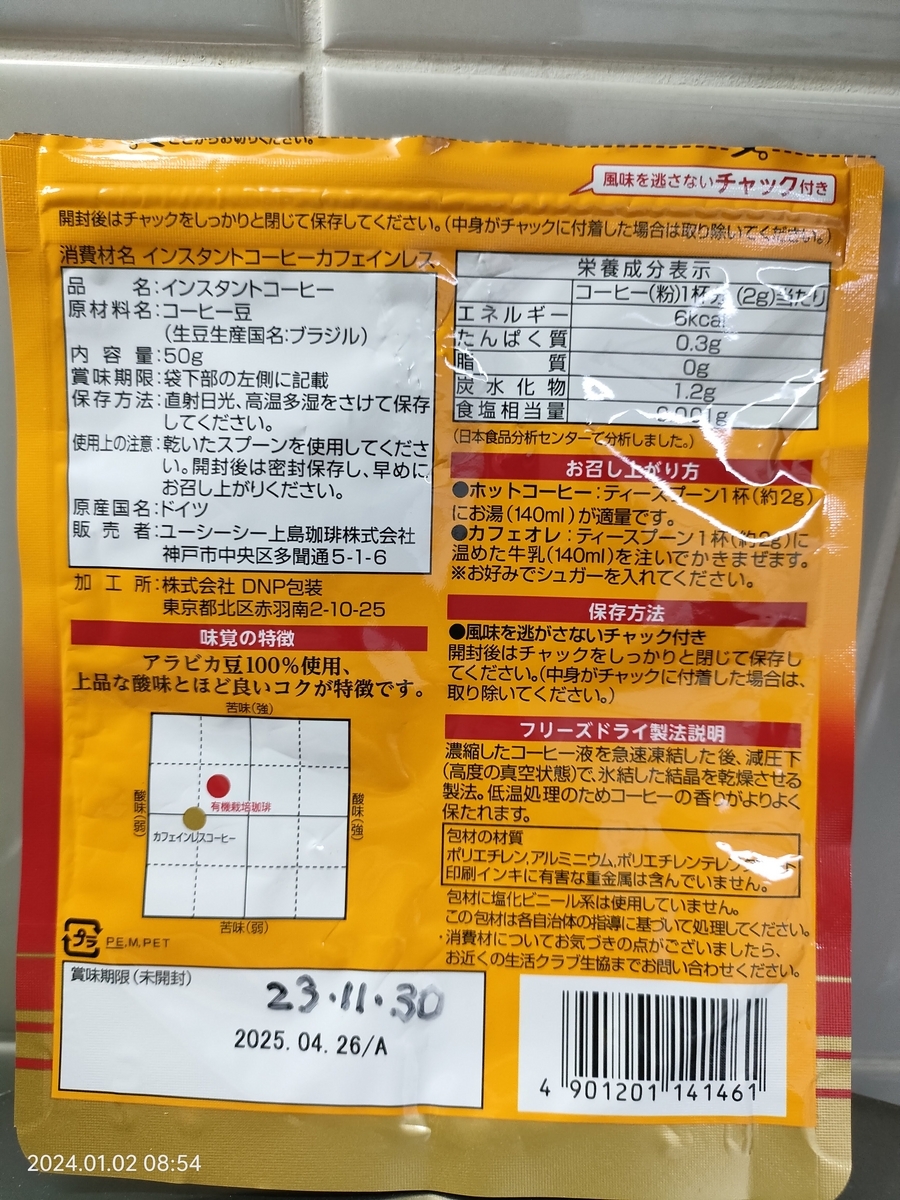 ここからお切りください。
風味を逃さないチャック付き
開封後はチャックをしっかりと閉じて保存してください。(中身がチャックに付着した場合は取り除いてください。)
消費材名 インスタントコーヒーカフェインレス
品 名:インスタントコーヒー
原材料名:コーヒー豆
(生豆生産国名:ブラジル)
内 容 量:50g
賞味期限:袋下部の左側に記載
保存方法:直射日光、高温多湿をさけて保存
してください。
使用上の注意:乾いたスプーンを使用してくださ
い。開封後は密封保存し、早めに
お召し上がりください。
原産国名:ドイツ
販 売 者:ユーシーシー上島珈琲株式会社
神戸市中央区多聞通5-1-6
加 工 所:株式会社 DNP包装
東京都北区赤羽南2-10-25
味覚の特徴
アラビカ豆100%使用、
上品な酸味とほど良いコクが特徴です。
苦味(強)
酸味(弱)
酸味(強)
有機栽培珈琲
カフェインレスコーヒー
苦味(弱)
プラ PE,M,PET
栄養成分表示
コーヒー(粉)1杯分 (2g)当たり
エネルギー 6kcal
たんぱく質 0.3g
脂 質 0g
炭水化物 1.2g
食塩相当量 0.001g
(日本食品分析センターで分析しました。)
お召し上がり方
●ホットコーヒー:ティースプーン1杯(約2g)
にお湯(140ml)が適量です。
●カフェオレ:ティースプーン1杯(約2g)に
温めた牛乳(140ml)を注いでかきまぜます。
※お好みでシュガーを入れてください。
保存方法
●風味を逃がさないチャック付き
開封後はチャックをしっかりと閉じて保存し
てください。(中身がチャックに付着した場合は、
取り除いてください。)
フリーズドライ製法説明
濃縮したコーヒー液を急速凍結した後、減圧下
(高度の真空状態)で、氷結した結晶を乾燥させる
製法。低温処理のためコーヒーの香りがよりよく
保たれます。
包材の材質
ポリエチレン,アルミニウム,ポリエチレンテレフタレート
印刷インキに有害な重金属は含んでいません。
包材に塩化ビニール系は使用していません。
この包材は各自治体の指導に基づいて処理してください。
・消費材についてお気づきの点がございましたら、
お近くの生活クラブ生協までお問い合わせください。
賞味期限(未開封)
23.11.30
2025.04.26/A
4 901201 141461
2024.01.02 08:54